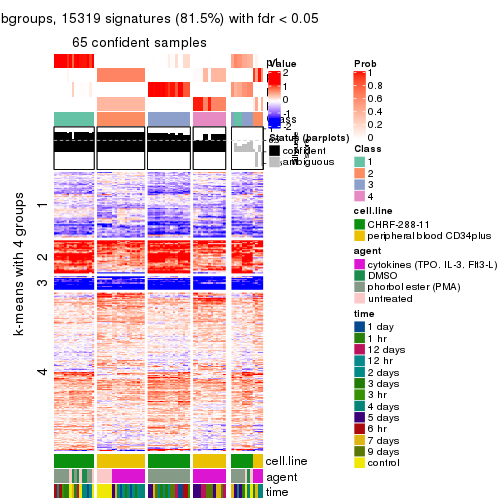 bgroups, 15319 signatures (81.5%) with fdr < 0.05
65 confident samples
k-means with 4 groups
1
2
3
4
cell.line
agent
time
Value
2
1
0
-1
-2
Status (barplots)
confident
ambiguous
Prob
1
0.8
0.6
0.4
0.2
0
Class
1
2
3
4
cell.line
CHRF-288-11
peripheral blood CD34plus
agent
cytokines (TPO, IL-3, Flt3-L)
DMSO
phorbol ester (PMA)
untreated
time
1 day
1 hr
12 days
12 hr
2 days
3 days
3 hr
4 days
5 days
6 hr
7 days
9 days
control